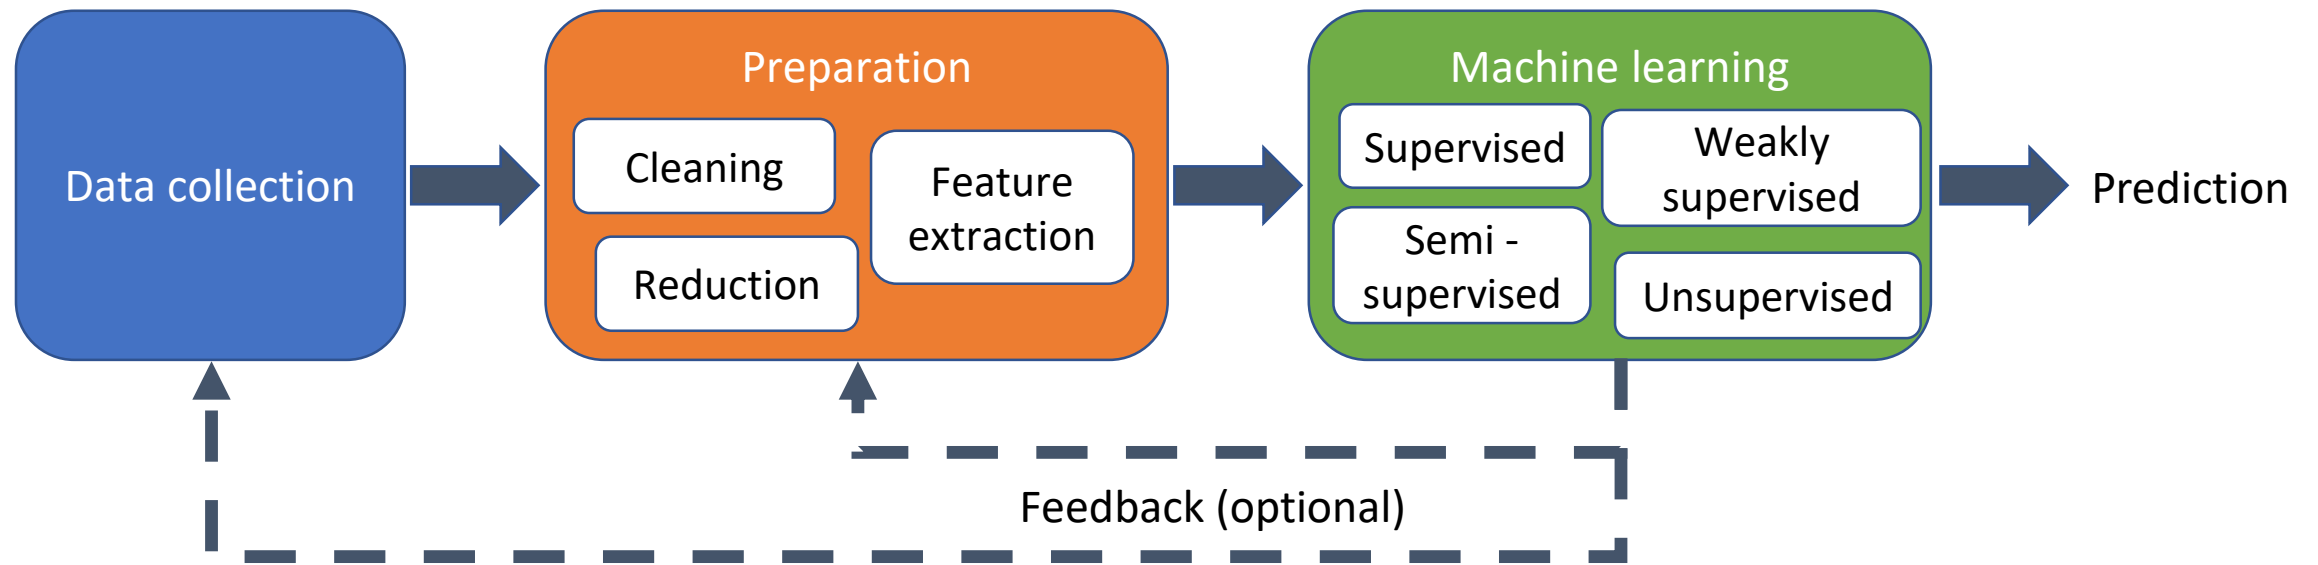 Data collection
Preparation
Cleaning
Reduction
Feature
extraction
Machine learning
Supervised
Weakly
supervised
Semi -
supervised
Unsupervised
Prediction
Feedback (optional)